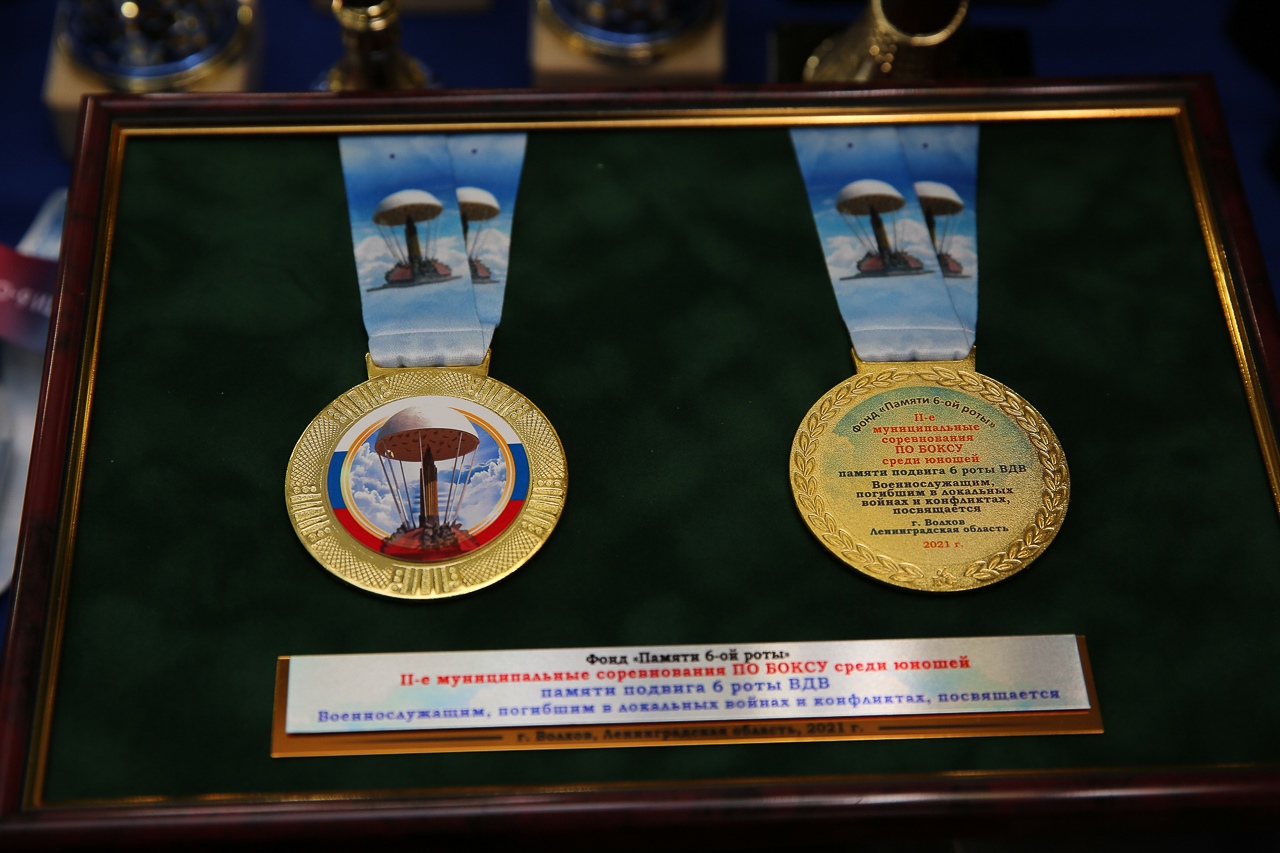 Фонд «Памяти 6-ой роты»
II-е
муниципальные
соревнования
ПО БОКСУ
среди юношей
памяти подвига 6 роты ВДВ
Военнослужащим,
погибшим в локальных
войнах и конфликтах,
посвящается
г. Волхов
Ленинградская область
2021 г.
Фонд «Памяти 6-ой роты»
II-е муниципальные соревнования ПО БОКСУ среди юношей
памяти подвига 6 роты ВДВ
Военнослужащим, погибшим в локальных войнах и конфликтах, посвящается
г. Волхов, Ленинградская область, 2021 г.